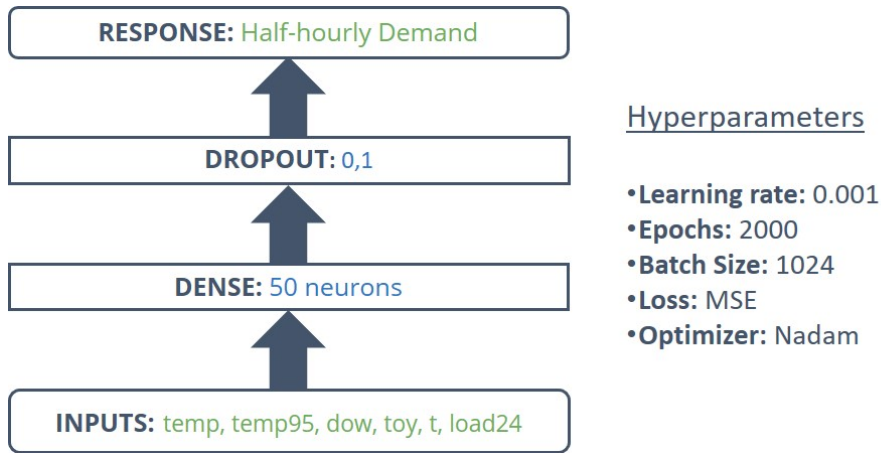 RESPONSE: Half-hourly Demand
DROPOUT: 0,1
DENSE: 50 neurons
INPUTS: temp, temp95, dow, toy, t, load24
Hyperparameters
•Learning rate: 0.001
•Epochs: 2000
•Batch Size: 1024
•Loss: MSE
•Optimizer: Nadam